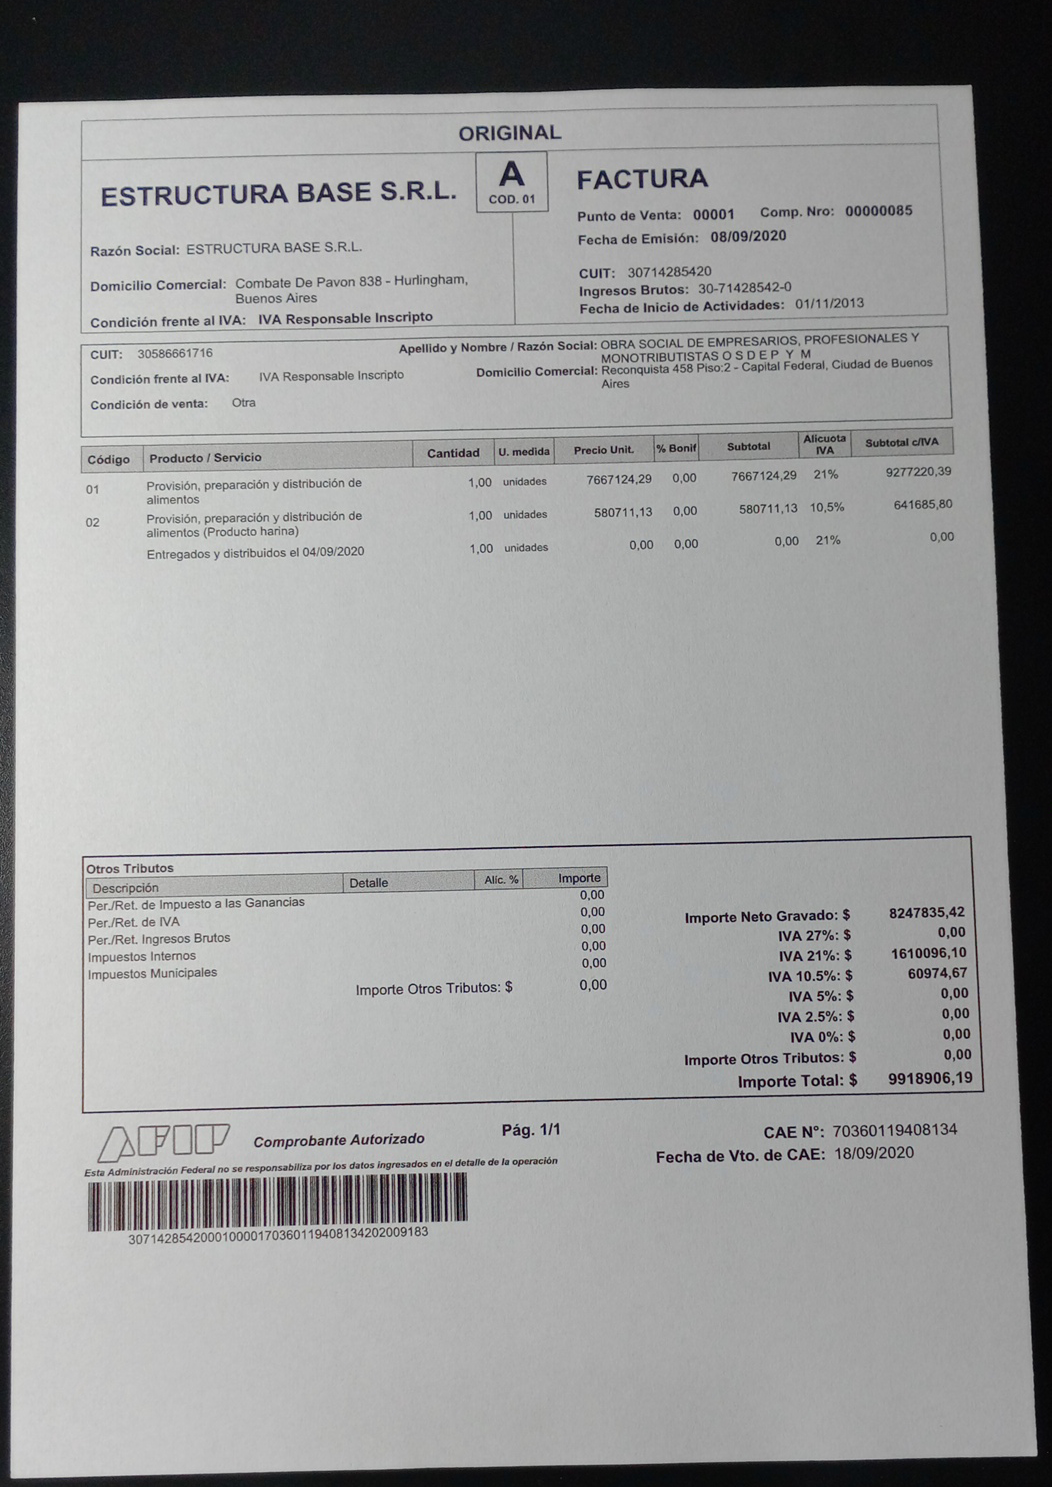 ORIGINAL
ESTRUCTURA BASE S.R.L.
A
COD. 01
FACTURA
Punto de Venta: 00001 Comp. Nro: 00000085
Fecha de Emisión: 08/09/2020
Razón Social: ESTRUCTURA BASE S.R.L.
Domicilio Comercial: Combate De Pavon 838 - Hurlingham,
Buenos Aires
Condición frente al IVA: IVA Responsable Inscripto
CUIT: 30714285420
Ingresos Brutos: 30-71428542-0
Fecha de Inicio de Actividades: 01/11/2013
CUIT: 30586661716
Apellido y Nombre / Razón Social: OBRA SOCIAL DE EMPRESARIOS, PROFESIONALES Y
MONOTRIBUTISTAS O S D E P Y M
Condición frente al IVA: IVA Responsable Inscripto
Domicilio Comercial: Reconquista 458 Piso:2 - Capital Federal, Ciudad de Buenos
Aires
Condición de venta: Otra
Código Producto / Servicio Cantidad U. medida Precio Unit. % Bonif Subtotal Alicuota IVA Subtotal c/IVA
01 Provisión, preparación y distribución de 1,00 unidades 7667124,29 0,00 7667124,29 21% 9277220,39
alimentos
02 Provisión, preparación y distribución de 1,00 unidades 580711,13 0,00 580711,13 10,5% 641685,80
alimentos (Producto harina)
Entregados y distribuidos el 04/09/2020 1,00 unidades 0,00 0,00 0,00 21% 0,00
Otros Tributos
Descripción Detalle Alíc. % Importe
Per./Ret. de Impuesto a las Ganancias 0,00
Per./Ret. de IVA 0,00
Per./Ret. Ingresos Brutos 0,00
Impuestos Internos 0,00
Impuestos Municipales 0,00
Importe Otros Tributos: $ 0,00
Importe Neto Gravado: $ 8247835,42
IVA 27%: $ 0,00
IVA 21%: $ 1610096,10
IVA 10.5%: $ 60974,67
IVA 5%: $ 0,00
IVA 2.5%: $ 0,00
IVA 0%: $ 0,00
Importe Otros Tributos: $ 0,00
Importe Total: $ 9918906,19
AFIP
Comprobante Autorizado
Pág. 1/1
CAE N°: 70360119408134
Fecha de Vto. de CAE: 18/09/2020
Esta Administración Federal no se responsabiliza por los datos ingresados en el detalle de la operación
3071428542000100001703601194081342020​09183